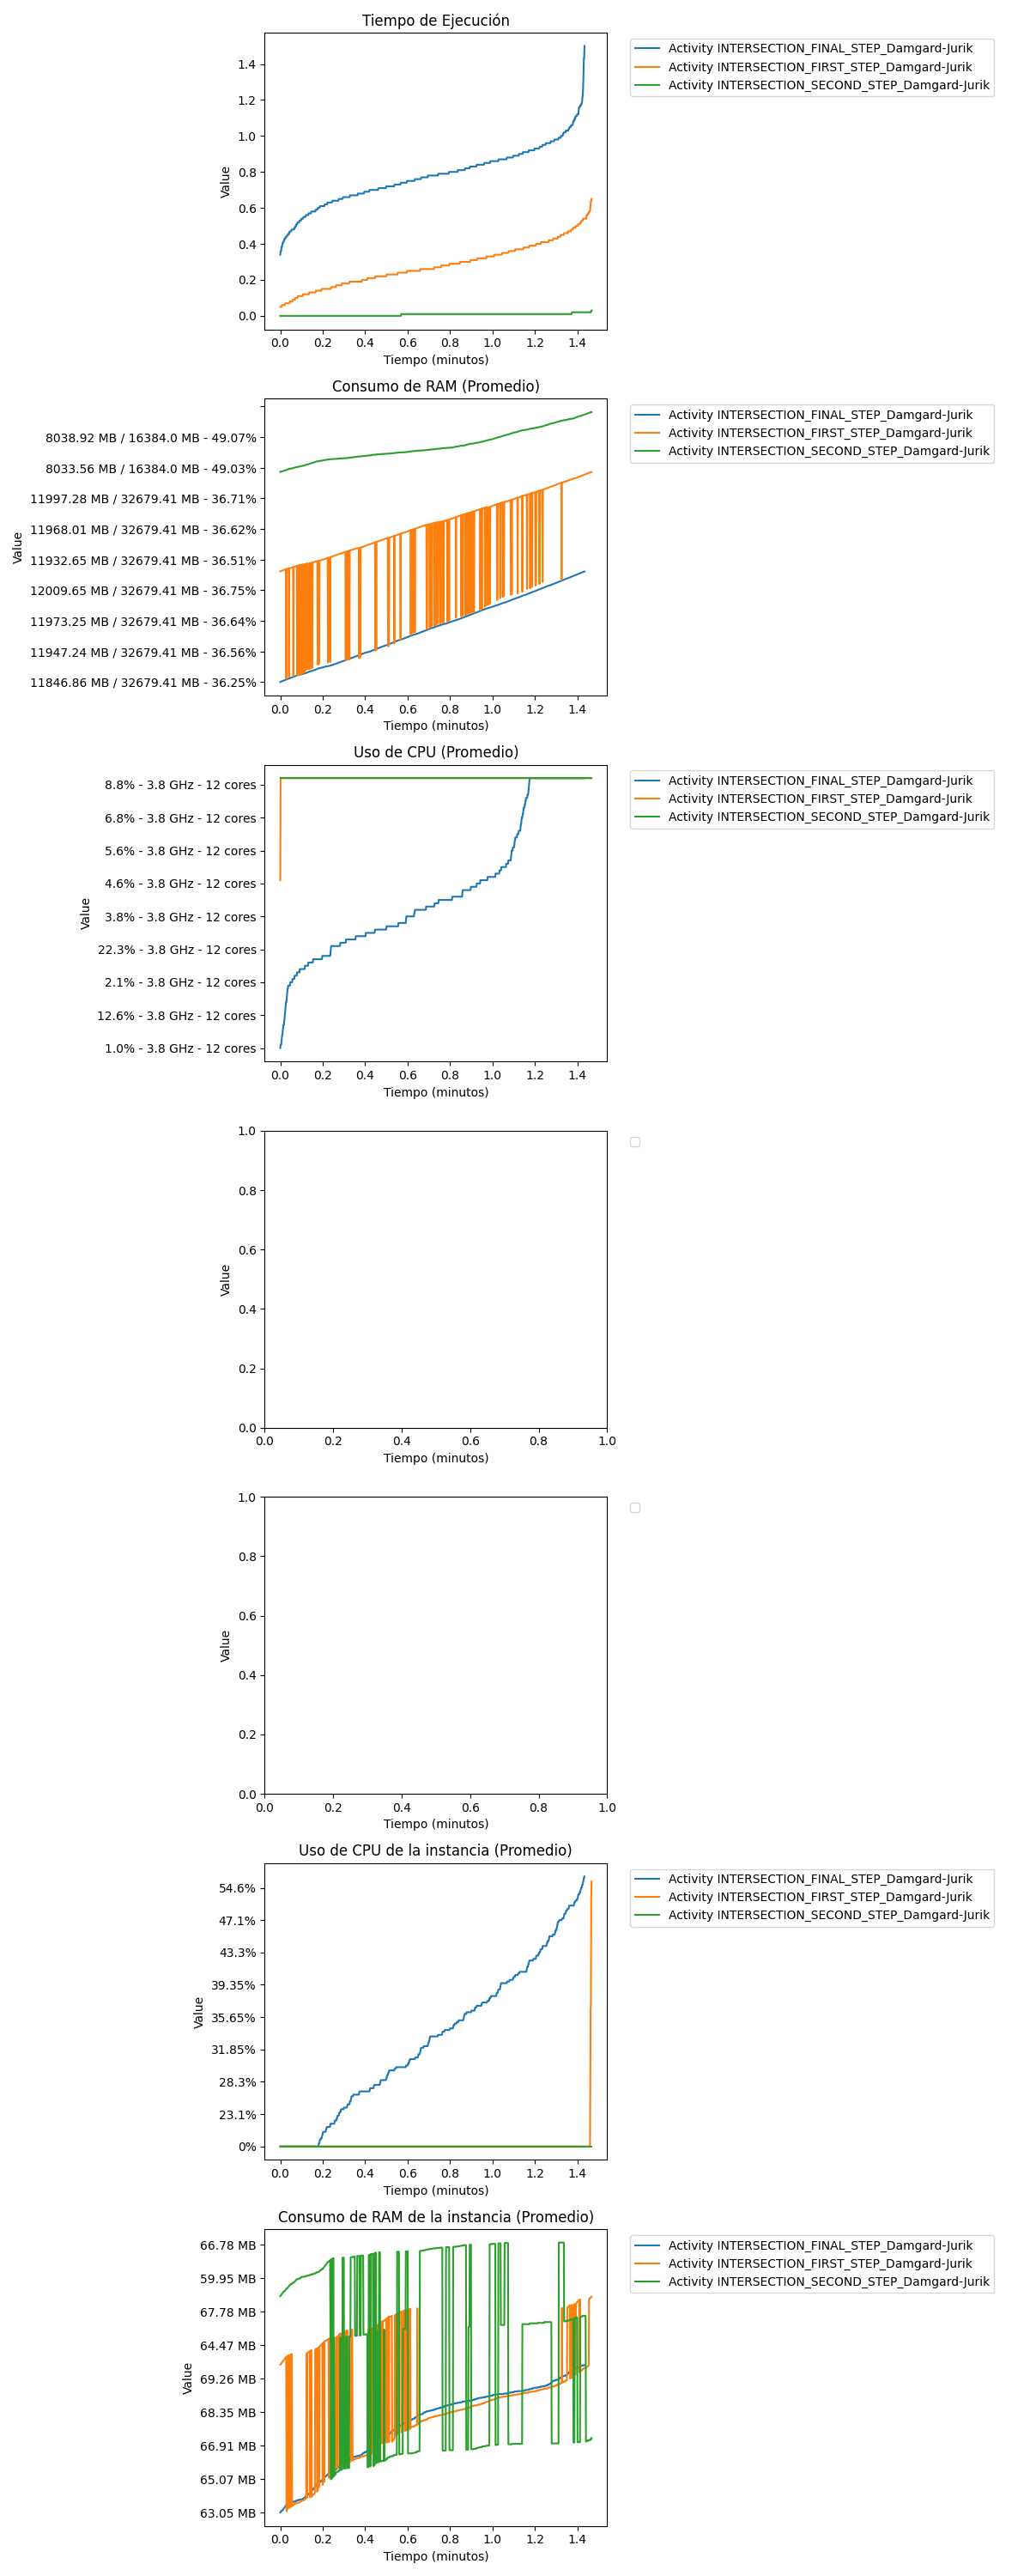 Tiempo de Ejecución
Value
1.4
1.2
1.0
0.8
0.6
0.4
0.2
0.0
0.0 0.2 0.4 0.6 0.8 1.0 1.2 1.4
Tiempo (minutos)
Activity INTERSECTION_FINAL_STEP_Damgard-Jurik
Activity INTERSECTION_FIRST_STEP_Damgard-Jurik
Activity INTERSECTION_SECOND_STEP_Damgard-Jurik
Consumo de RAM (Promedio)
Value
8038.92 MB / 16384.0 MB - 49.07%
8033.56 MB / 16384.0 MB - 49.03%
11997.28 MB / 32679.41 MB - 36.71%
11968.01 MB / 32679.41 MB - 36.62%
11932.65 MB / 32679.41 MB - 36.51%
12009.65 MB / 32679.41 MB - 36.75%
11973.25 MB / 32679.41 MB - 36.64%
11947.24 MB / 32679.41 MB - 36.56%
11846.86 MB / 32679.41 MB - 36.25%
0.0 0.2 0.4 0.6 0.8 1.0 1.2 1.4
Tiempo (minutos)
Activity INTERSECTION_FINAL_STEP_Damgard-Jurik
Activity INTERSECTION_FIRST_STEP_Damgard-Jurik
Activity INTERSECTION_SECOND_STEP_Damgard-Jurik
Uso de CPU (Promedio)
Value
8.8% - 3.8 GHz - 12 cores
6.8% - 3.8 GHz - 12 cores
5.6% - 3.8 GHz - 12 cores
4.6% - 3.8 GHz - 12 cores
3.8% - 3.8 GHz - 12 cores
22.3% - 3.8 GHz - 12 cores
2.1% - 3.8 GHz - 12 cores
12.6% - 3.8 GHz - 12 cores
1.0% - 3.8 GHz - 12 cores
0.0 0.2 0.4 0.6 0.8 1.0 1.2 1.4
Tiempo (minutos)
Activity INTERSECTION_FINAL_STEP_Damgard-Jurik
Activity INTERSECTION_FIRST_STEP_Damgard-Jurik
Activity INTERSECTION_SECOND_STEP_Damgard-Jurik
Value
1.0
0.8
0.6
0.4
0.2
0.0
0.0 0.2 0.4 0.6 0.8 1.0
Tiempo (minutos)
Value
1.0
0.8
0.6
0.4
0.2
0.0
0.0 0.2 0.4 0.6 0.8 1.0
Tiempo (minutos)
Uso de CPU de la instancia (Promedio)
Value
54.6%
47.1%
43.3%
39.35%
35.65%
31.85%
28.3%
23.1%
0%
0.0 0.2 0.4 0.6 0.8 1.0 1.2 1.4
Tiempo (minutos)
Activity INTERSECTION_FINAL_STEP_Damgard-Jurik
Activity INTERSECTION_FIRST_STEP_Damgard-Jurik
Activity INTERSECTION_SECOND_STEP_Damgard-Jurik
Consumo de RAM de la instancia (Promedio)
Value
66.78 MB
59.95 MB
67.78 MB
64.47 MB
69.26 MB
68.35 MB
66.91 MB
65.07 MB
63.05 MB
0.0 0.2 0.4 0.6 0.8 1.0 1.2 1.4
Tiempo (minutos)
Activity INTERSECTION_FINAL_STEP_Damgard-Jurik
Activity INTERSECTION_FIRST_STEP_Damgard-Jurik
Activity INTERSECTION_SECOND_STEP_Damgard-Jurik